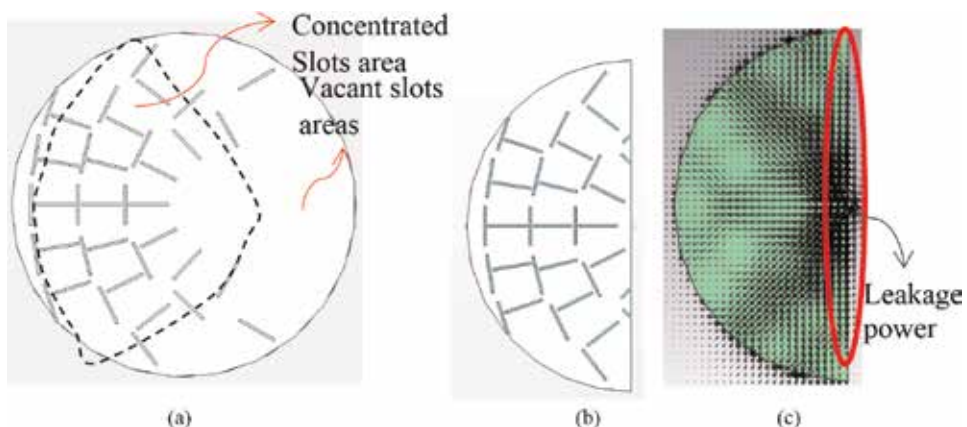 Concentrated
Slots area
Vacant slots
areas
Leakage
power
(a)
(b)
(c)